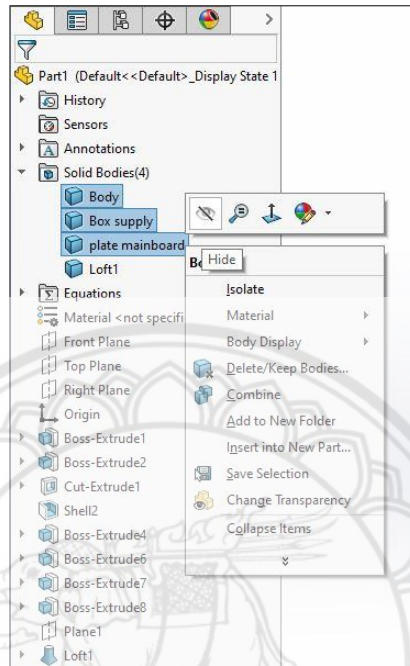 Part1 (Default<<Default>_Display State 1
History
Sensors
Annotations
Solid Bodies(4)
Body
Box supply
plate mainboard
Loft1
Equations
Material <not specifi
Front Plane
Top Plane
Right Plane
Origin
Boss-Extrude1
Boss-Extrude2
Cut-Extrude1
Shell2
Boss-Extrude4
Boss-Extrude6
Boss-Extrude7
Boss-Extrude8
Plane1
Loft1
Hide
Isolate
Material
Body Display
Delete/Keep Bodies...
Combine
Add to New Folder
Insert into New Part...
Save Selection
Change Transparency
Collapse Items